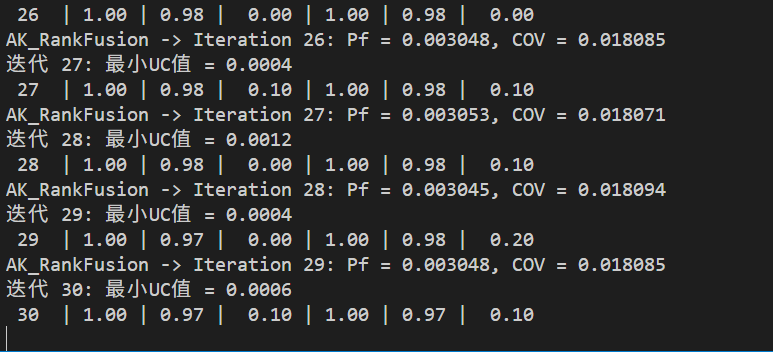 26 | 1.00 | 0.98 | 0.00 | 1.00 | 0.98 | 0.00
AK_RankFusion -> Iteration 26: Pf = 0.003048, COV = 0.018085
迭代 27: 最小UC值 = 0.0004
27 | 1.00 | 0.98 | 0.10 | 1.00 | 0.98 | 0.10
AK_RankFusion -> Iteration 27: Pf = 0.003053, COV = 0.018071
迭代 28: 最小UC值 = 0.0012
28 | 1.00 | 0.98 | 0.00 | 1.00 | 0.98 | 0.10
AK_RankFusion -> Iteration 28: Pf = 0.003045, COV = 0.018094
迭代 29: 最小UC值 = 0.0004
29 | 1.00 | 0.97 | 0.00 | 1.00 | 0.98 | 0.20
AK_RankFusion -> Iteration 29: Pf = 0.003048, COV = 0.018085
迭代 30: 最小UC值 = 0.0006
30 | 1.00 | 0.97 | 0.10 | 1.00 | 0.97 | 0.10